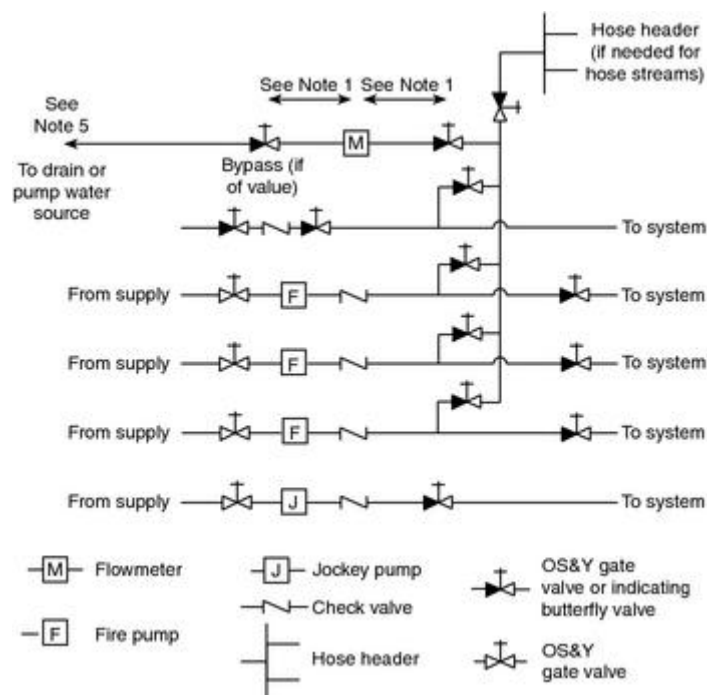 Hose header
(if needed for
hose streams)
See Note 1
See Note 1
See
Note 5
M
To drain or
pump water
source
Bypass (if
of value)
To system
From supply
F
To system
From supply
F
To system
From supply
F
To system
From supply
J
To system
M
Flowmeter
J
Jockey pump
OS&Y gate
valve or indicating
butterfly valve
Check valve
F
Fire pump
Hose header
OS&Y
gate valve